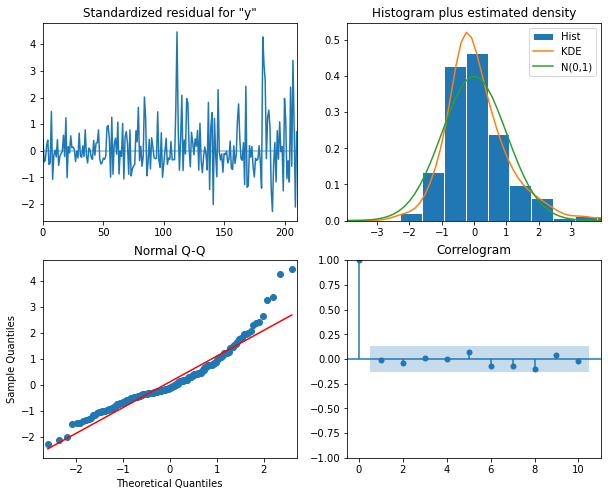 Standardized residual for "y"
4
3
2
1
0
−1
−2
0 50 100 150 200
Histogram plus estimated density
Hist
KDE
N(0,1)
0.5
0.4
0.3
0.2
0.1
0.0
−3 −2 −1 0 1 2 3
Normal Q-Q
Sample Quantiles
4
3
2
1
0
−1
−2
−2 −1 0 1 2
Theoretical Quantiles
Correlogram
1.00
0.75
0.50
0.25
0.00
−0.25
−0.50
−0.75
−1.00
0 2 4 6 8 10